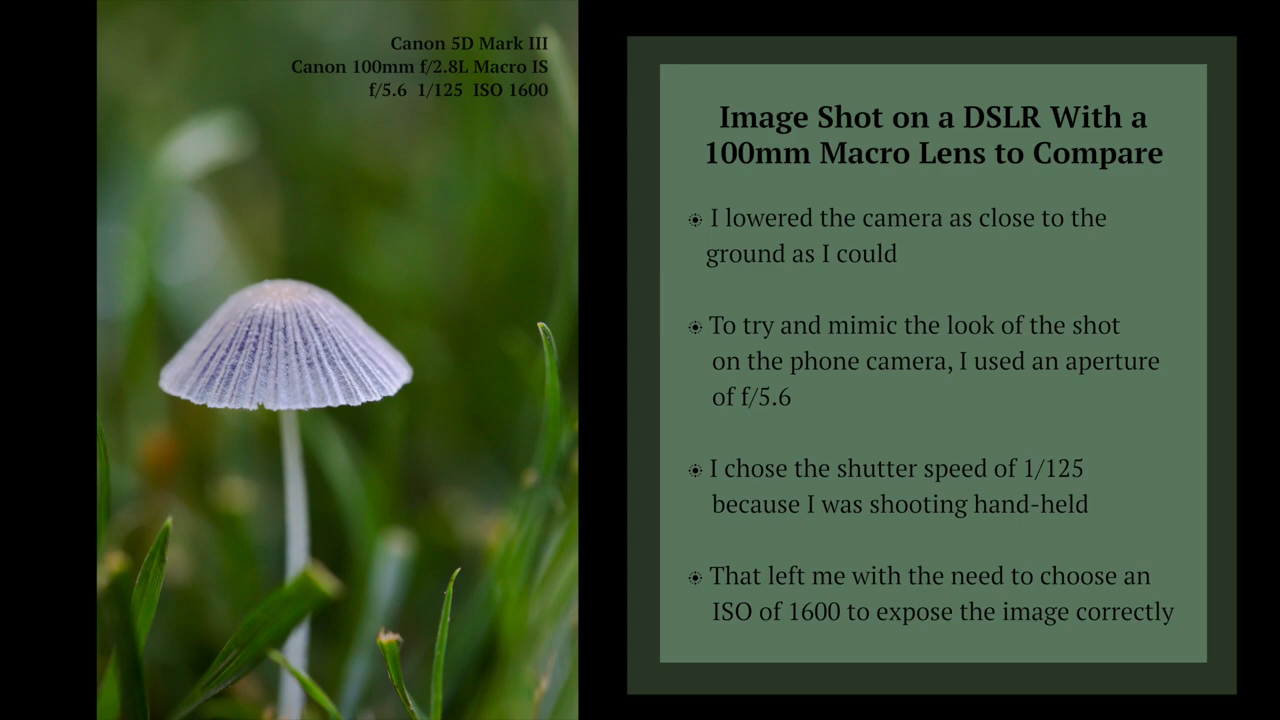 Canon 5D Mark III
Canon 100mm f/2.8L Macro IS
f/5.6 1/125 ISO 1600
Image Shot on a DSLR With a
100mm Macro Lens to Compare
I lowered the camera as close to the
ground as I could
To try and mimic the look of the shot
on the phone camera, I used an aperture
of f/5.6
I chose the shutter speed of 1/125
because I was shooting hand-held
That left me with the need to choose an
ISO of 1600 to expose the image correctly